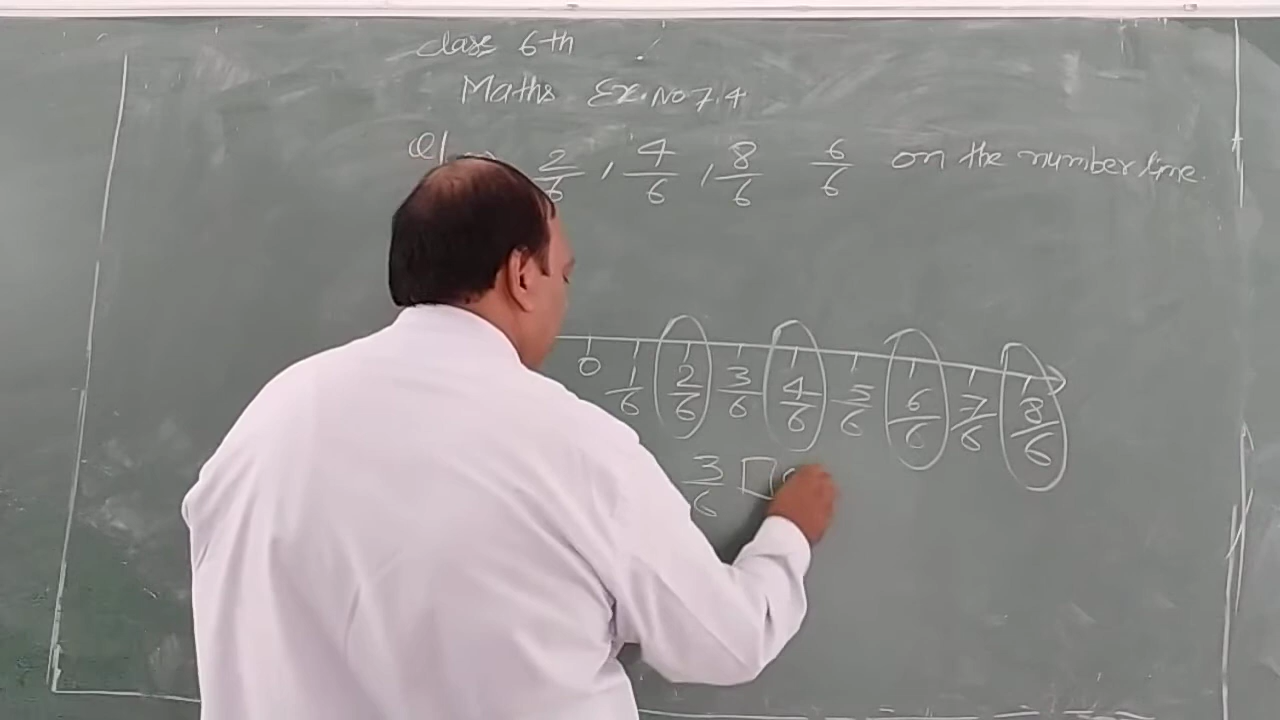 Class 6th
Maths Ex. No 7.4
Q1 2/6, 4/6, 8/6 6/6 on the number line.
0 1/6 2/6 3/6 4/6 5/6 6/6 7/6 8/6
3/6 □